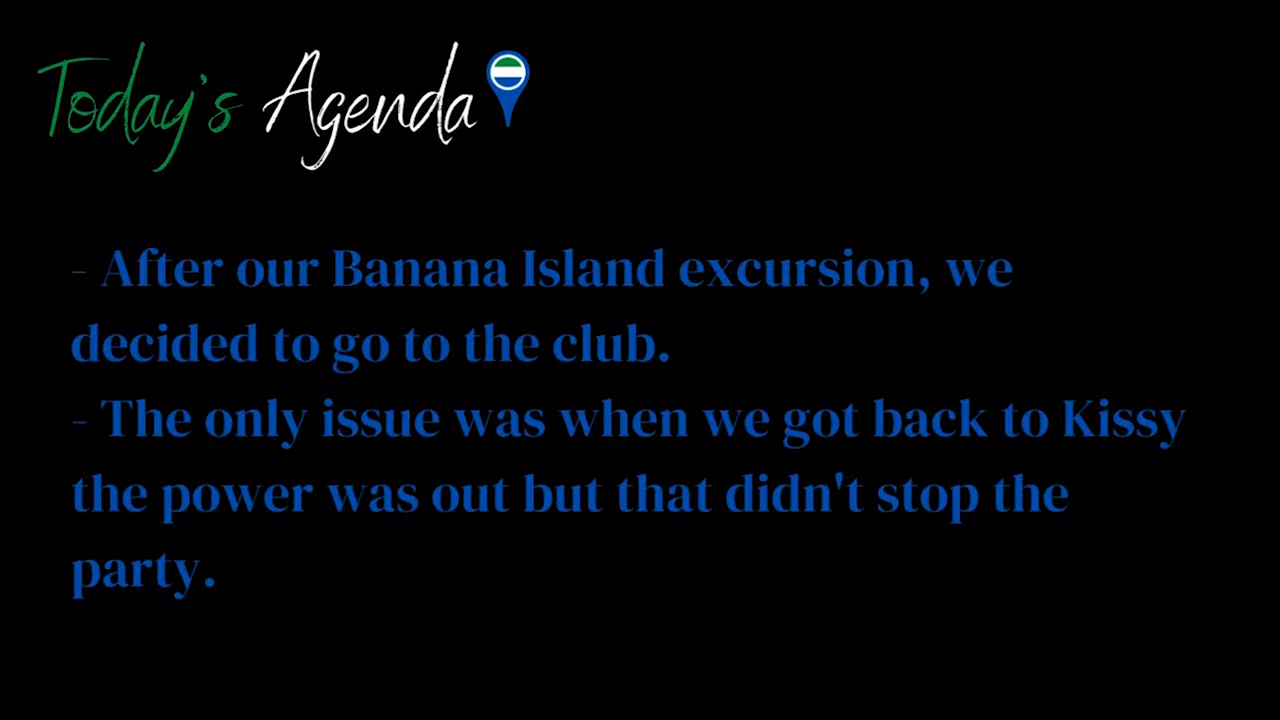 Today's Agenda
- After our Banana Island excursion, we
decided to go to the club.
- The only issue was when we got back to Kissy
the power was out but that didn't stop the
party.